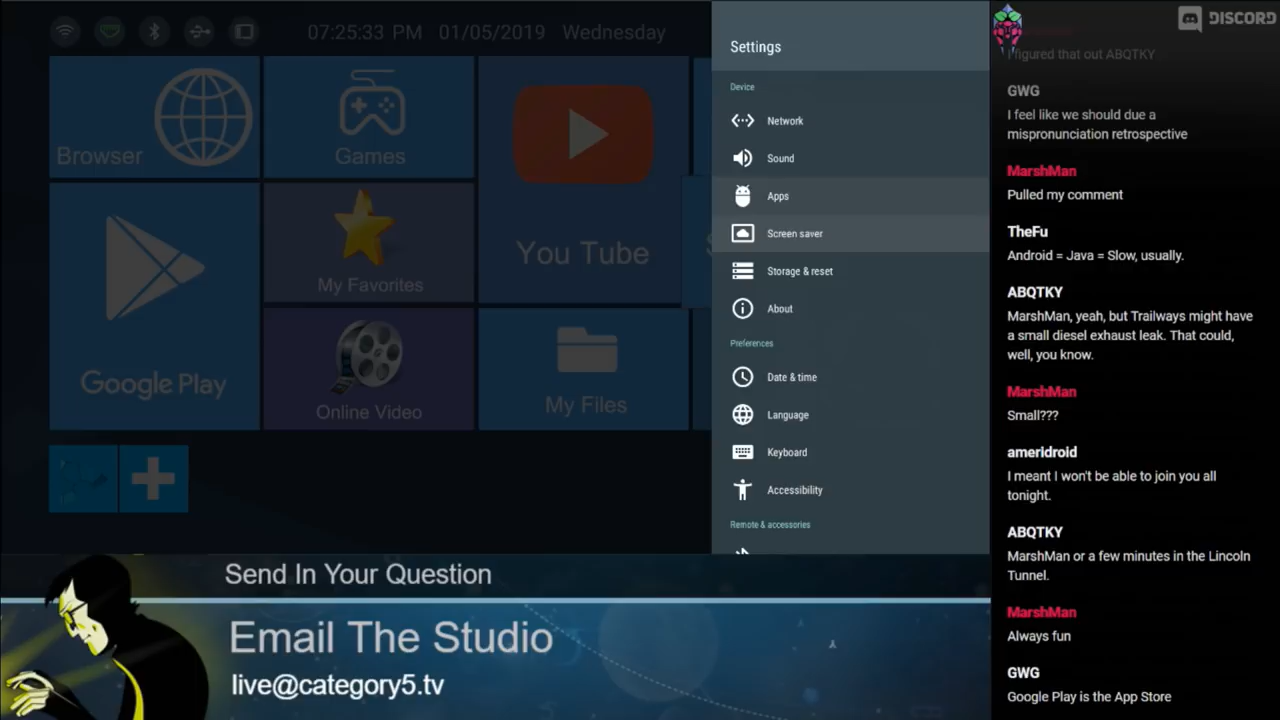 07:25:33 PM 01/05/2019 Wednesday
Browser
Games
You Tube
My Favorites
Google Play
Online Video
My Files
Settings
Device
Network
Sound
Apps
Screen saver
Storage & reset
About
Preferences
Date & time
Language
Keyboard
Accessibility
Remote & accessories
Send In Your Question
Email The Studio
live@category5.tv
DISCORD
I figured that out ABQTKY
GWG
I feel like we should due a
mispronunciation retrospective
MarshMan
Pulled my comment
TheFu
Android = Java = Slow, usually.
ABQTKY
MarshMan, yeah, but Trailways might have
a small diesel exhaust leak. That could,
well, you know.
MarshMan
Small???
ameridroid
I meant I won't be able to join you all
tonight.
ABQTKY
MarshMan or a few minutes in the Lincoln
Tunnel.
MarshMan
Always fun
GWG
Google Play is the App Store